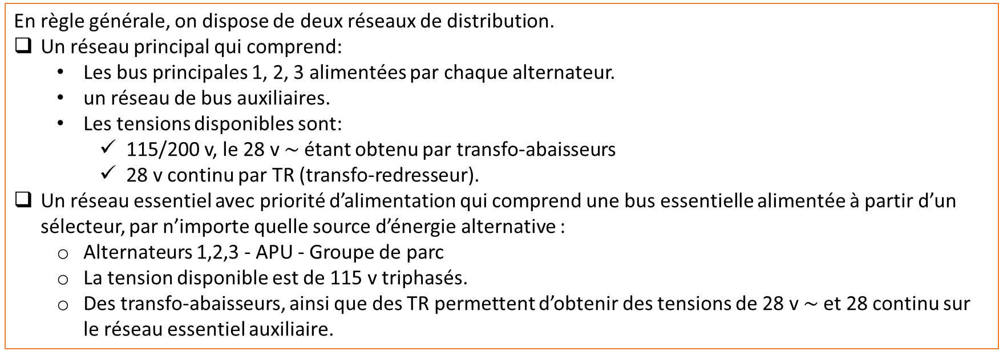 En règle générale, on dispose de deux réseaux de distribution.
❑ Un réseau principal qui comprend:
• Les bus principales 1, 2, 3 alimentées par chaque alternateur.
• un réseau de bus auxiliaires.
• Les tensions disponibles sont:
✓ 115/200 v, le 28 v ~ étant obtenu par transfo-abaisseurs
✓ 28 v continu par TR (transfo-redresseur).
❑ Un réseau essentiel avec priorité d’alimentation qui comprend une bus essentielle alimentée à partir d’un
sélecteur, par n’importe quelle source d’énergie alternative :
o Alternateurs 1,2,3 - APU - Groupe de parc
o La tension disponible est de 115 v triphasés.
o Des transfo-abaisseurs, ainsi que des TR permettent d’obtenir des tensions de 28 v ~ et 28 continu sur
le réseau essentiel auxiliaire.